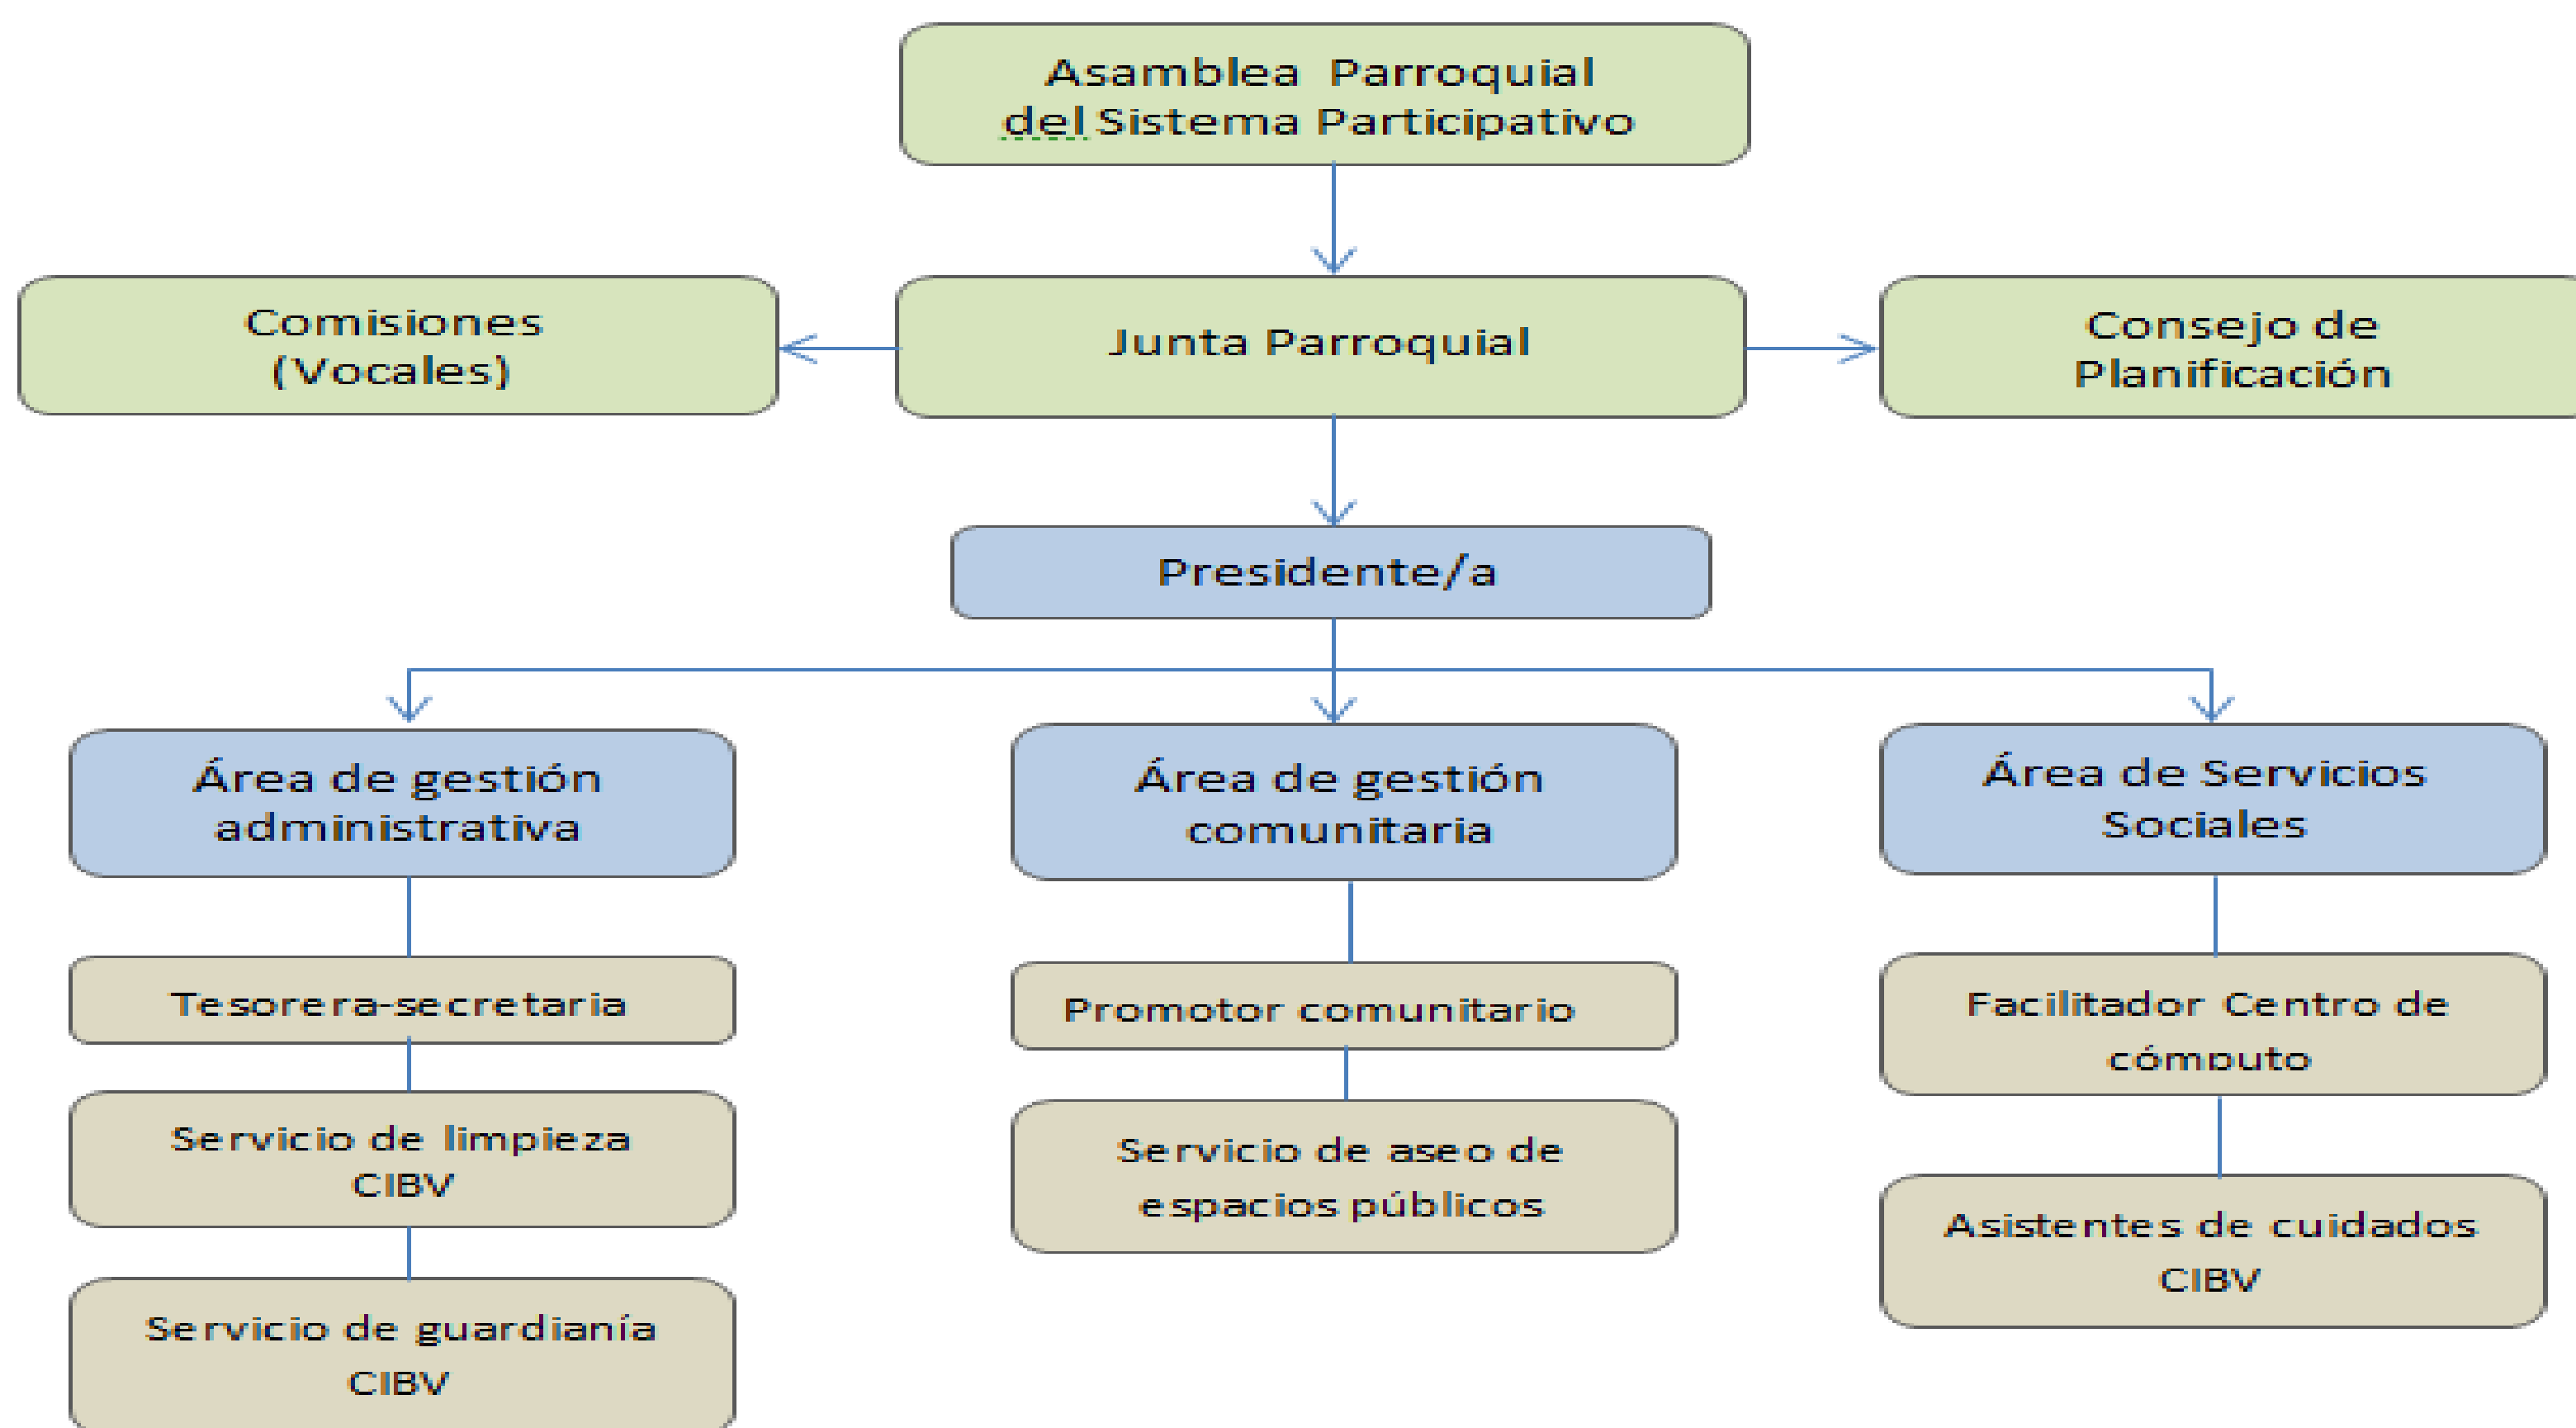 Asamblea Parroquial
del Sistema Participativo
Comisiones
(Vocales)
Junta Parroquial
Consejo de
Planificación
Presidente/a
Área de gestión
administrativa
Área de gestión
comunitaria
Área de Servicios
Sociales
Tesorera-secretaria
Servicio de limpieza
CIBV
Servicio de guardianía
CIBV
Promotor comunitario
Servicio de aseo de
espacios públicos
Facilitador Centro de
cómputo
Asistentes de cuidados
CIBV